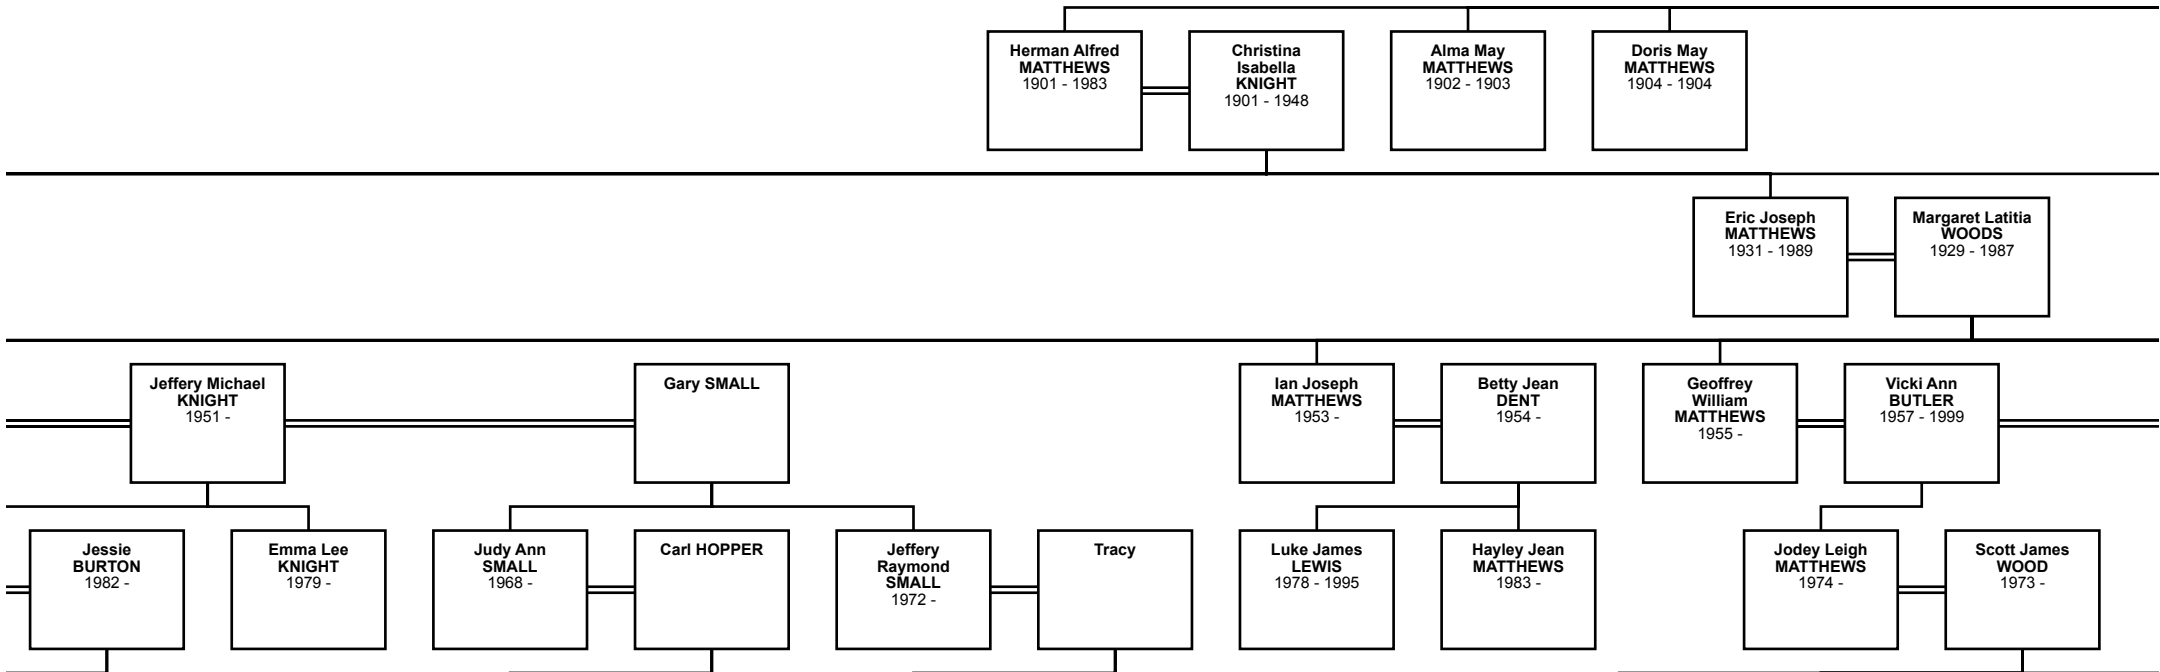 Herman Alfred
MATTHEWS
1901 - 1983
Christina
Isabella
KNIGHT
1901 - 1948
Alma May
MATTHEWS
1902 - 1903
Doris May
MATTHEWS
1904 - 1904
Eric Joseph
MATTHEWS
1931 - 1989
Margaret Latitia
WOODS
1929 - 1987
Jeffery Michael
KNIGHT
1951 -
Gary SMALL
Ian Joseph
MATTHEWS
1953 -
Betty Jean
DENT
1954 -
Geoffrey
William
MATTHEWS
1955 -
Vicki Ann
BUTLER
1957 - 1999
Jessie
BURTON
1982 -
Emma Lee
KNIGHT
1979 -
Judy Ann
SMALL
1968 -
Carl HOPPER
Jeffery
Raymond
SMALL
1972 -
Tracy
Luke James
LEWIS
1978 - 1995
Hayley Jean
MATTHEWS
1983 -
Jodey Leigh
MATTHEWS
1974 -
Scott James
WOOD
1973 -